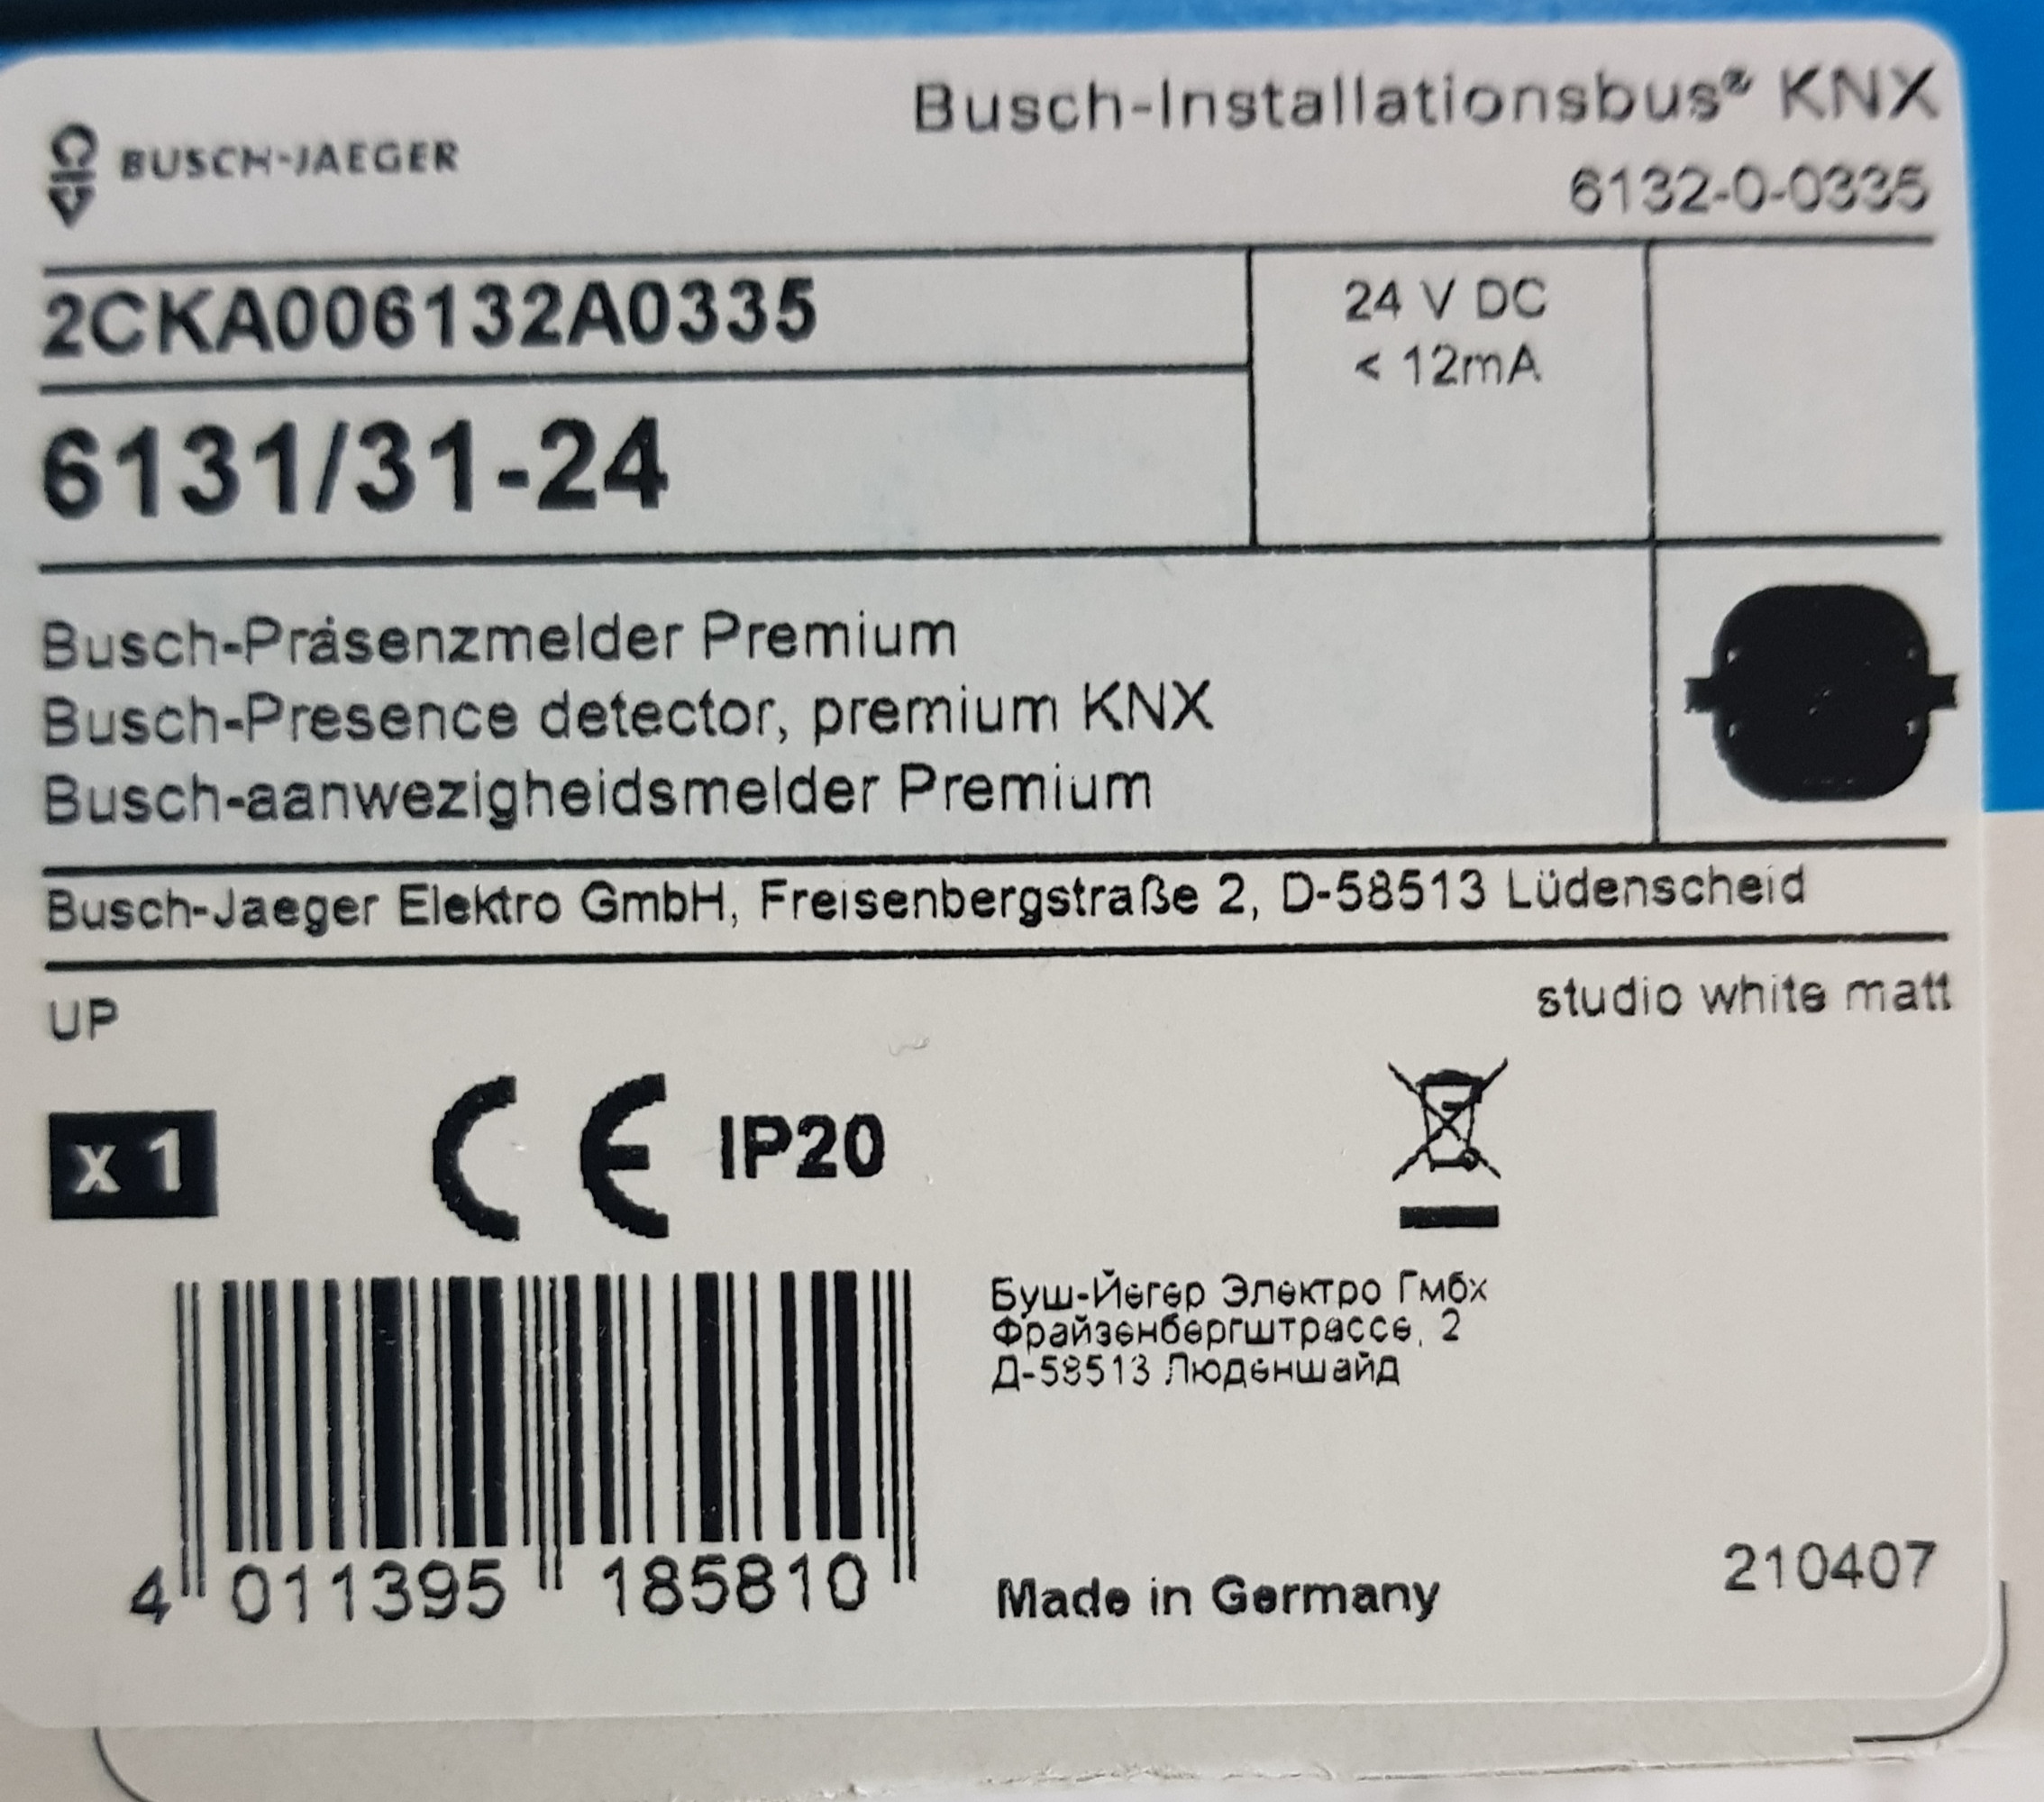 Busch-Installationsbus® KNX
BUSCH-JAEGER
6132-0-0335
2CKA006132A0335
24 V DC
< 12mA
6131/31-24
Busch-Präsenzmelder Premium
Busch-Presence detector, premium KNX
Busch-aanwezigheidsmelder Premium
Busch-Jaeger Elektro GmbH, Freisenbergstraße 2, D-58513 Lüdenscheid
UP
studio white matt
x 1
CE IP20
Буш-Йегер Электро Гмбх
Фрайзенбергштрассе, 2
Д-58513 Люденшайд
4 011395 185810
Made in Germany
210407